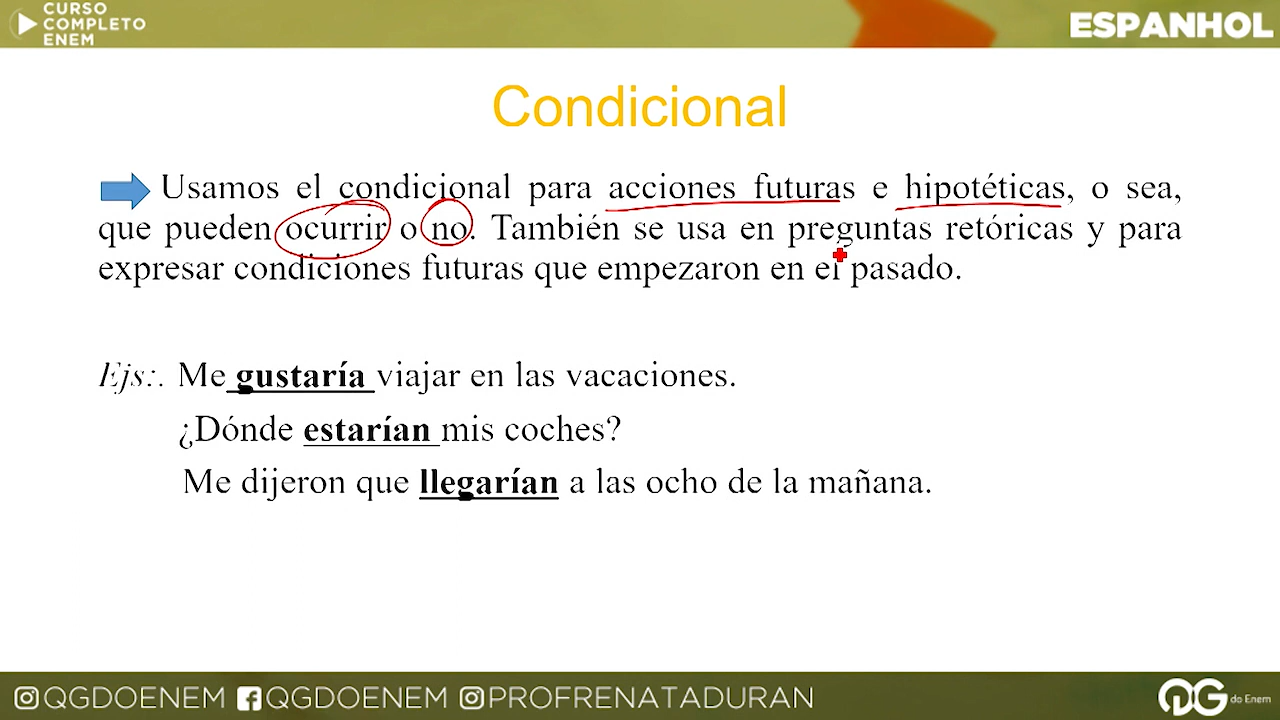 CURSO
COMPLETO
ENEM
ESPANHOL
Condicional
Usamos el condicional para acciones futuras e hipotéticas, o sea,
que pueden ocurrir o no. También se usa en preguntas retóricas y para
expresar condiciones futuras que empezaron en el pasado.
Ejs:. Me gustaría viajar en las vacaciones.
¿Dónde estarían mis coches?
Me dijeron que llegarían a las ocho de la mañana.
@QGDOENEM @QGDOENEM @PROFRENATADURAN
QG do Enem